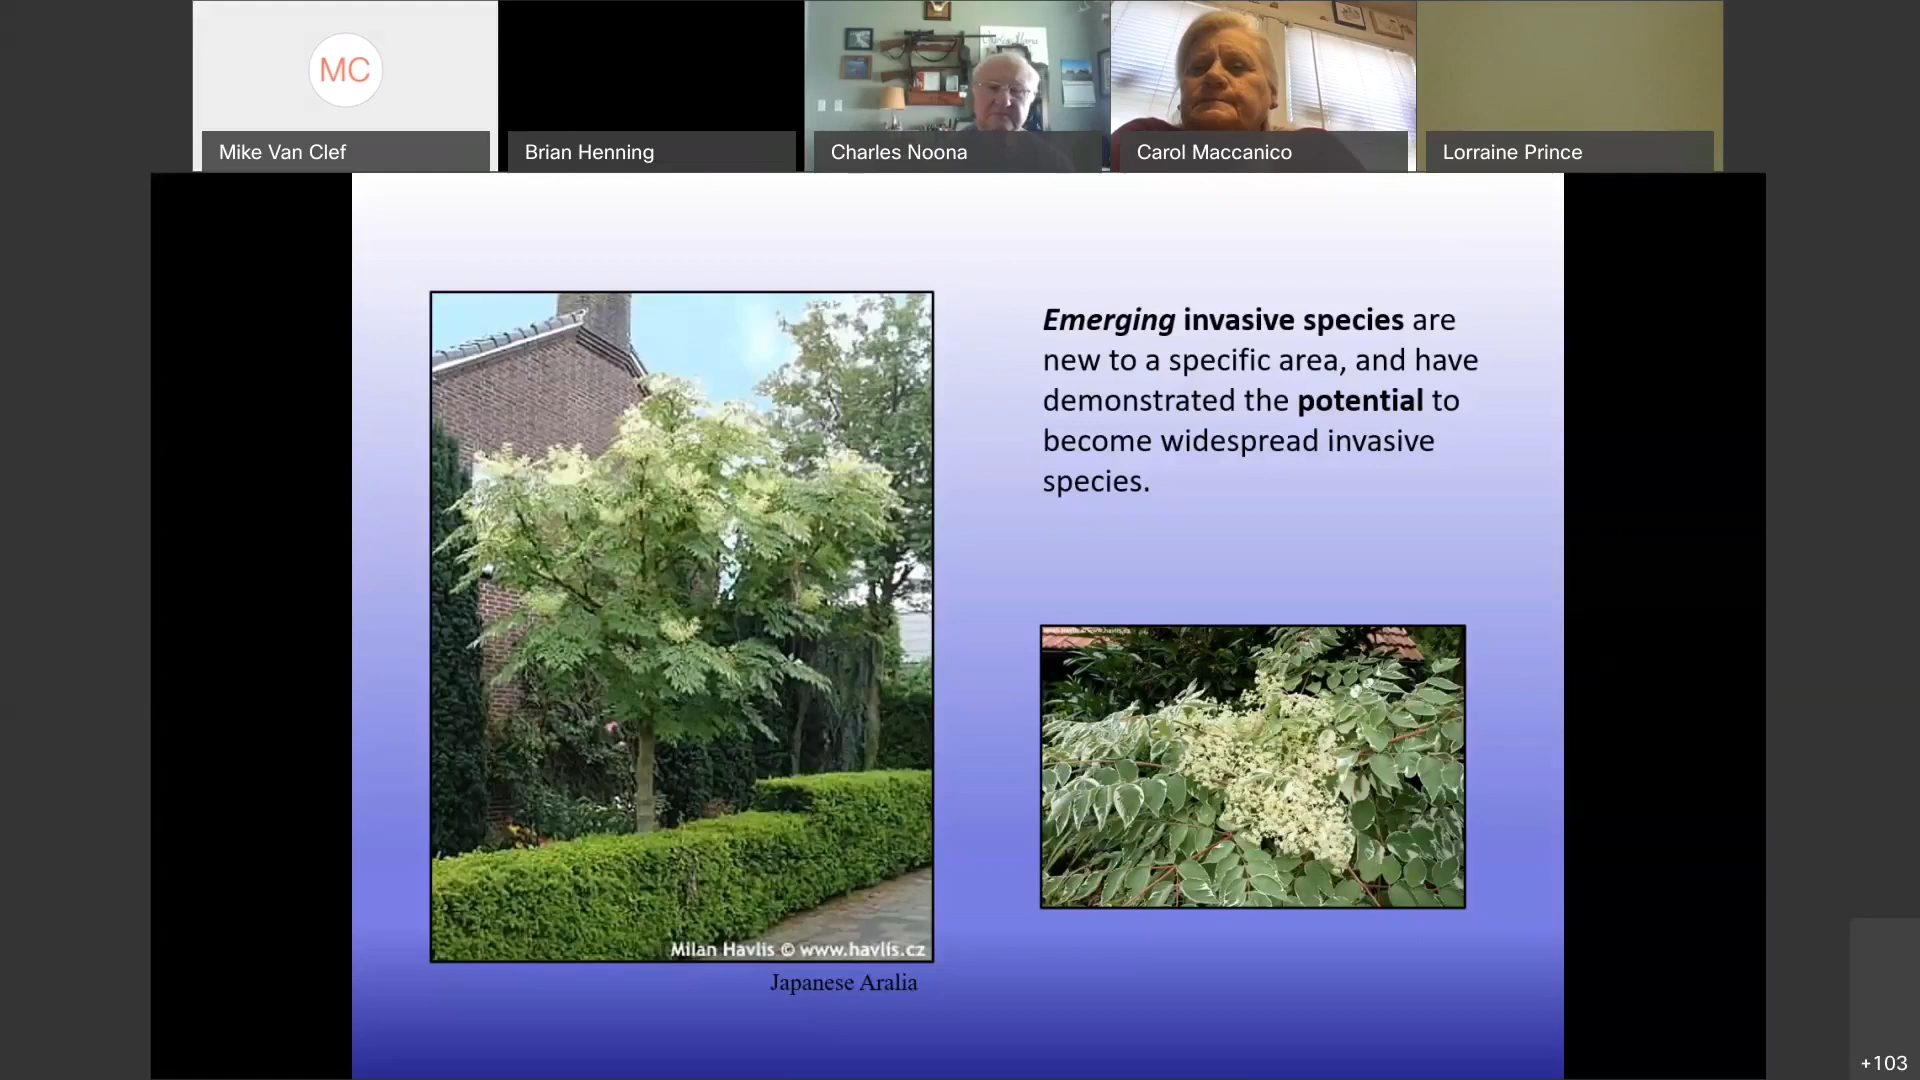 MC
Mike Van Clef
Brian Henning
Charles Noona
Carol Maccanico
Lorraine Prince
Emerging invasive species are
new to a specific area, and have
demonstrated the potential to
become widespread invasive
species.
Milan Havlis © www.havlis.cz
Japanese Aralia
+103